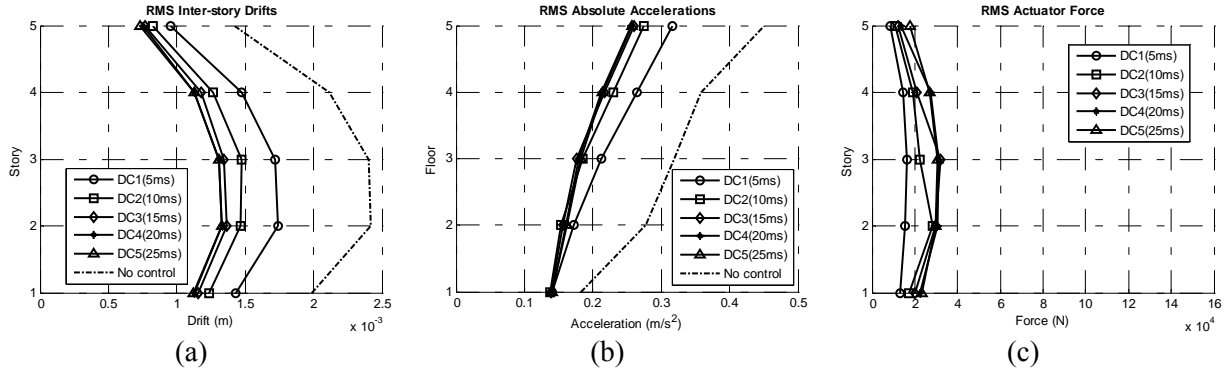 RMS Inter-story Drifts
5
4
3
2
1
Story
DC1(5ms)
DC2(10ms)
DC3(15ms)
DC4(20ms)
DC5(25ms)
No control
0 0.5 1 1.5 2 2.5
Drift (m)
x 10⁻³
(a)
RMS Absolute Accelerations
5
4
3
2
1
Floor
DC1(5ms)
DC2(10ms)
DC3(15ms)
DC4(20ms)
DC5(25ms)
No control
0 0.1 0.2 0.3 0.4 0.5
Acceleration (m/s²)
(b)
RMS Actuator Force
5
4
3
2
1
Story
DC1(5ms)
DC2(10ms)
DC3(15ms)
DC4(20ms)
DC5(25ms)
0 2 4 6 8 10 12 14 16
Force (N)
x 10⁴
(c)